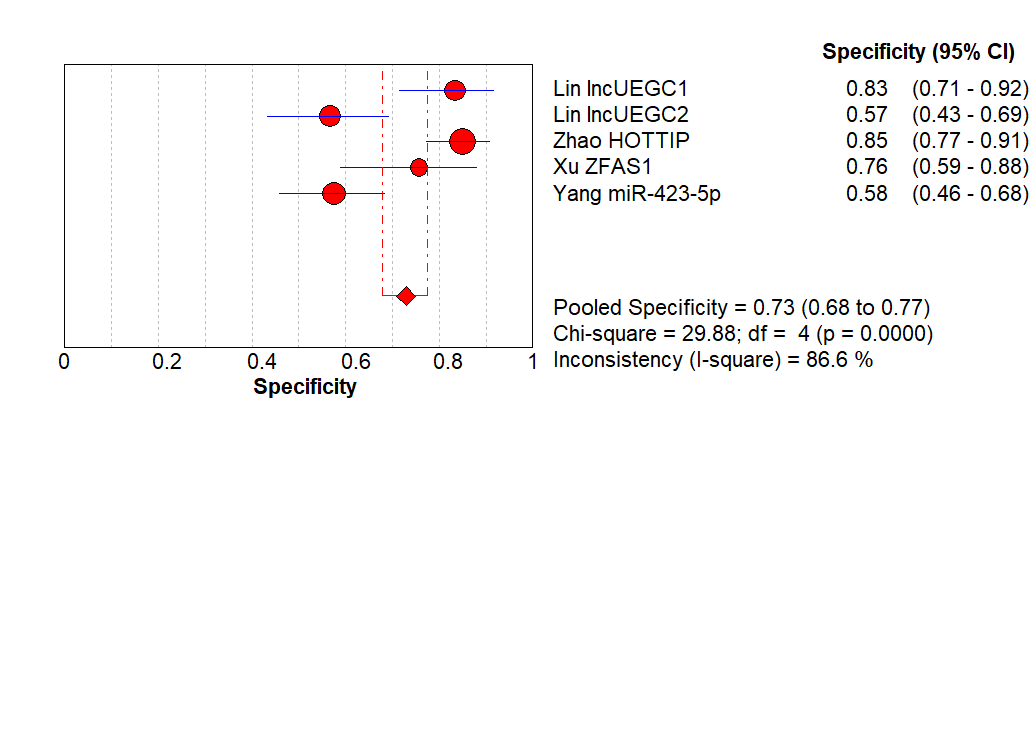 Specificity (95% CI)
Lin lncUEGC1 0.83 (0.71 - 0.92)
Lin lncUEGC2 0.57 (0.43 - 0.69)
Zhao HOTTIP 0.85 (0.77 - 0.91)
Xu ZFAS1 0.76 (0.59 - 0.88)
Yang miR-423-5p 0.58 (0.46 - 0.68)
Pooled Specificity = 0.73 (0.68 to 0.77)
Chi-square = 29.88; df = 4 (p = 0.0000)
Inconsistency (I-square) = 86.6 %
0 0.2 0.4 0.6 0.8 1
Specificity